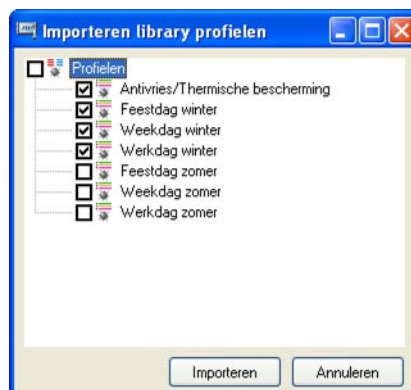 Importeren library profielen
Profielen
Antivries/Thermische bescherming
Feestdag winter
Weekdag winter
Werkdag winter
Feestdag zomer
Weekdag zomer
Werkdag zomer
Importeren Annuleren